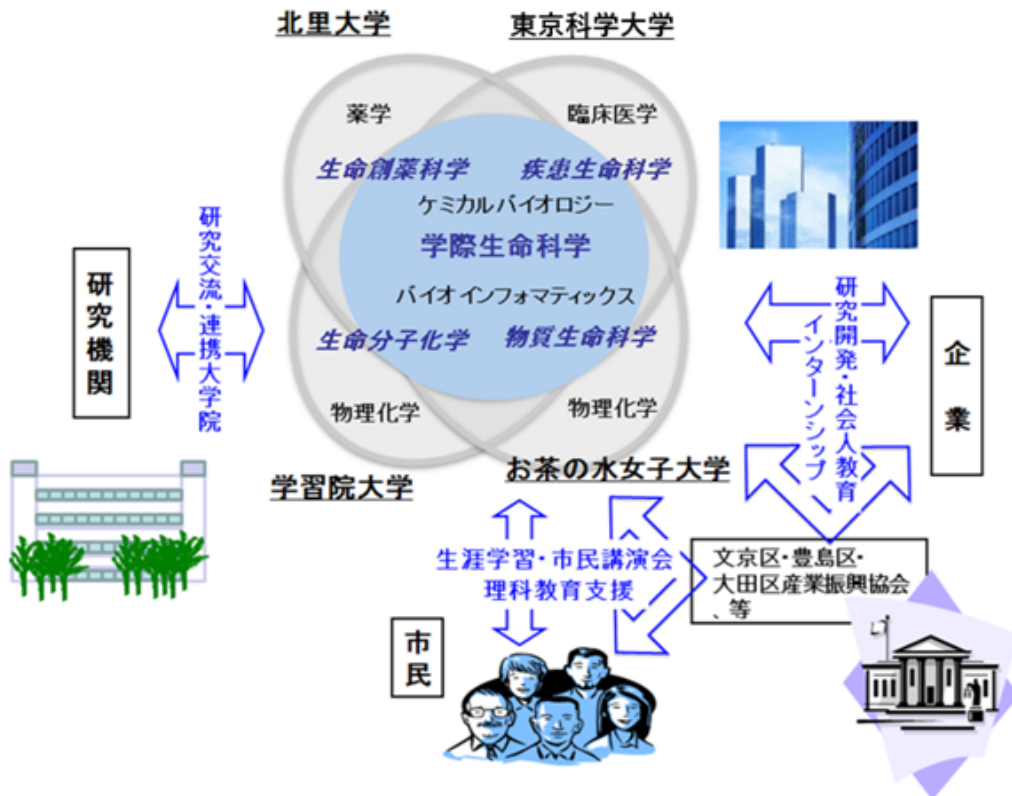 北里大学
東京科学大学
薬学
臨床医学
生命創薬科学
疾患生命科学
ケミカルバイオロジー
学際生命科学
バイオインフォマティックス
生命分子化学
物質生命科学
物理化学
物理化学
学習院大学
お茶の水女子大学
研究機関
研究交流・連携大学院
研究開発・社会人教育
インターンシップ
企業
生涯学習・市民講演会
理科教育支援
文京区・豊島区・
大田区産業振興協会
、等
市民